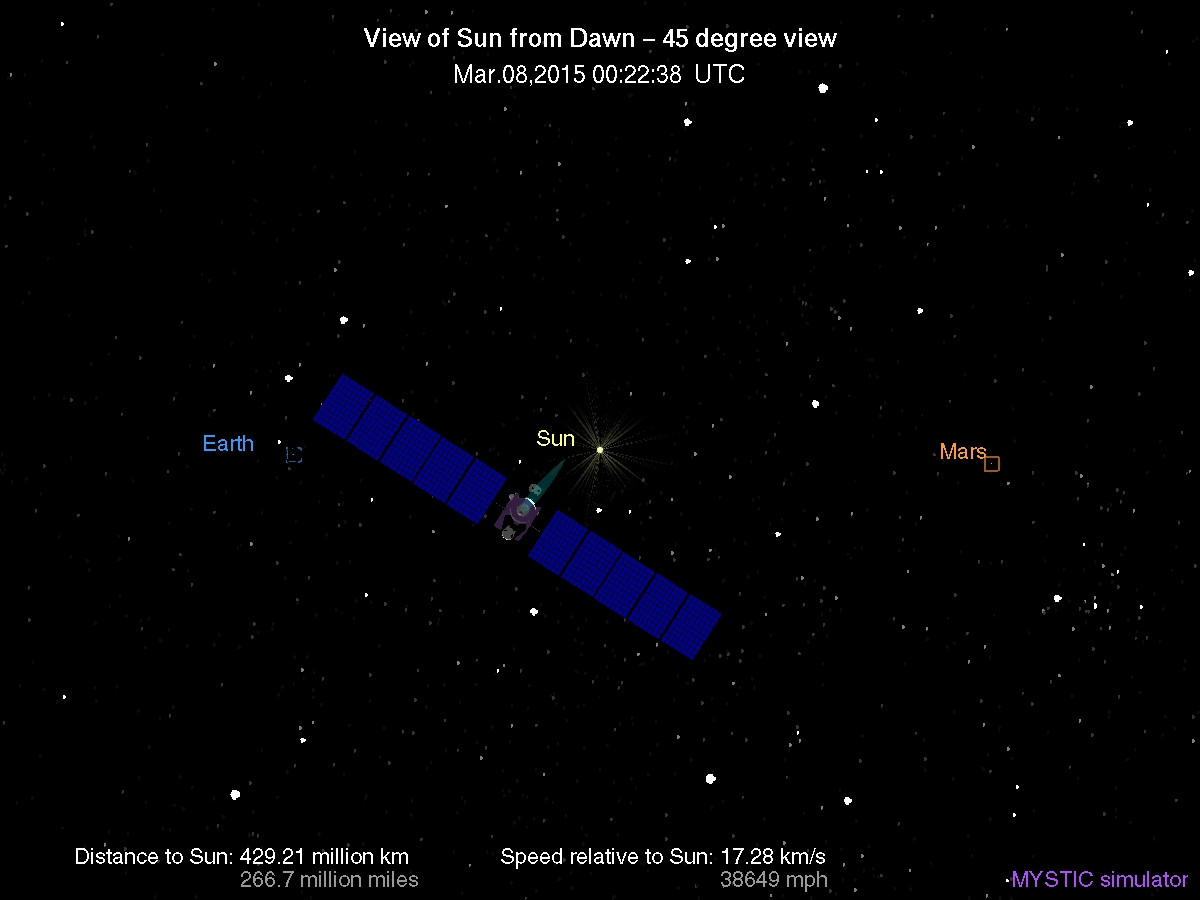 View of Sun from Dawn – 45 degree view
Mar.08,2015 00:22:38 UTC
Sun
Earth
Mars
Distance to Sun: 429.21 million km
266.7 million miles
Speed relative to Sun: 17.28 km/s
38649 mph
MYSTIC simulator